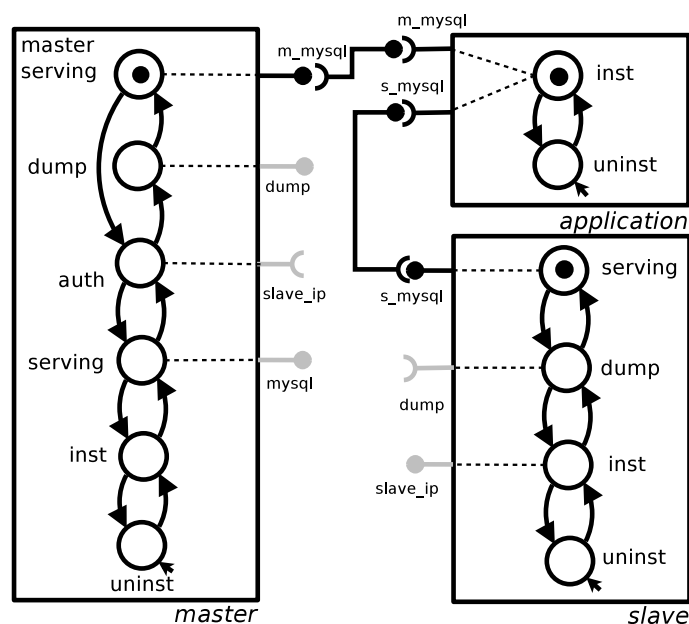 master
serving
dump
auth
serving
inst
uninst
master
m_mysql
dump
slave_ip
mysql
m_mysql
s_mysql
inst
uninst
application
s_mysql
dump
slave_ip
serving
dump
inst
uninst
slave